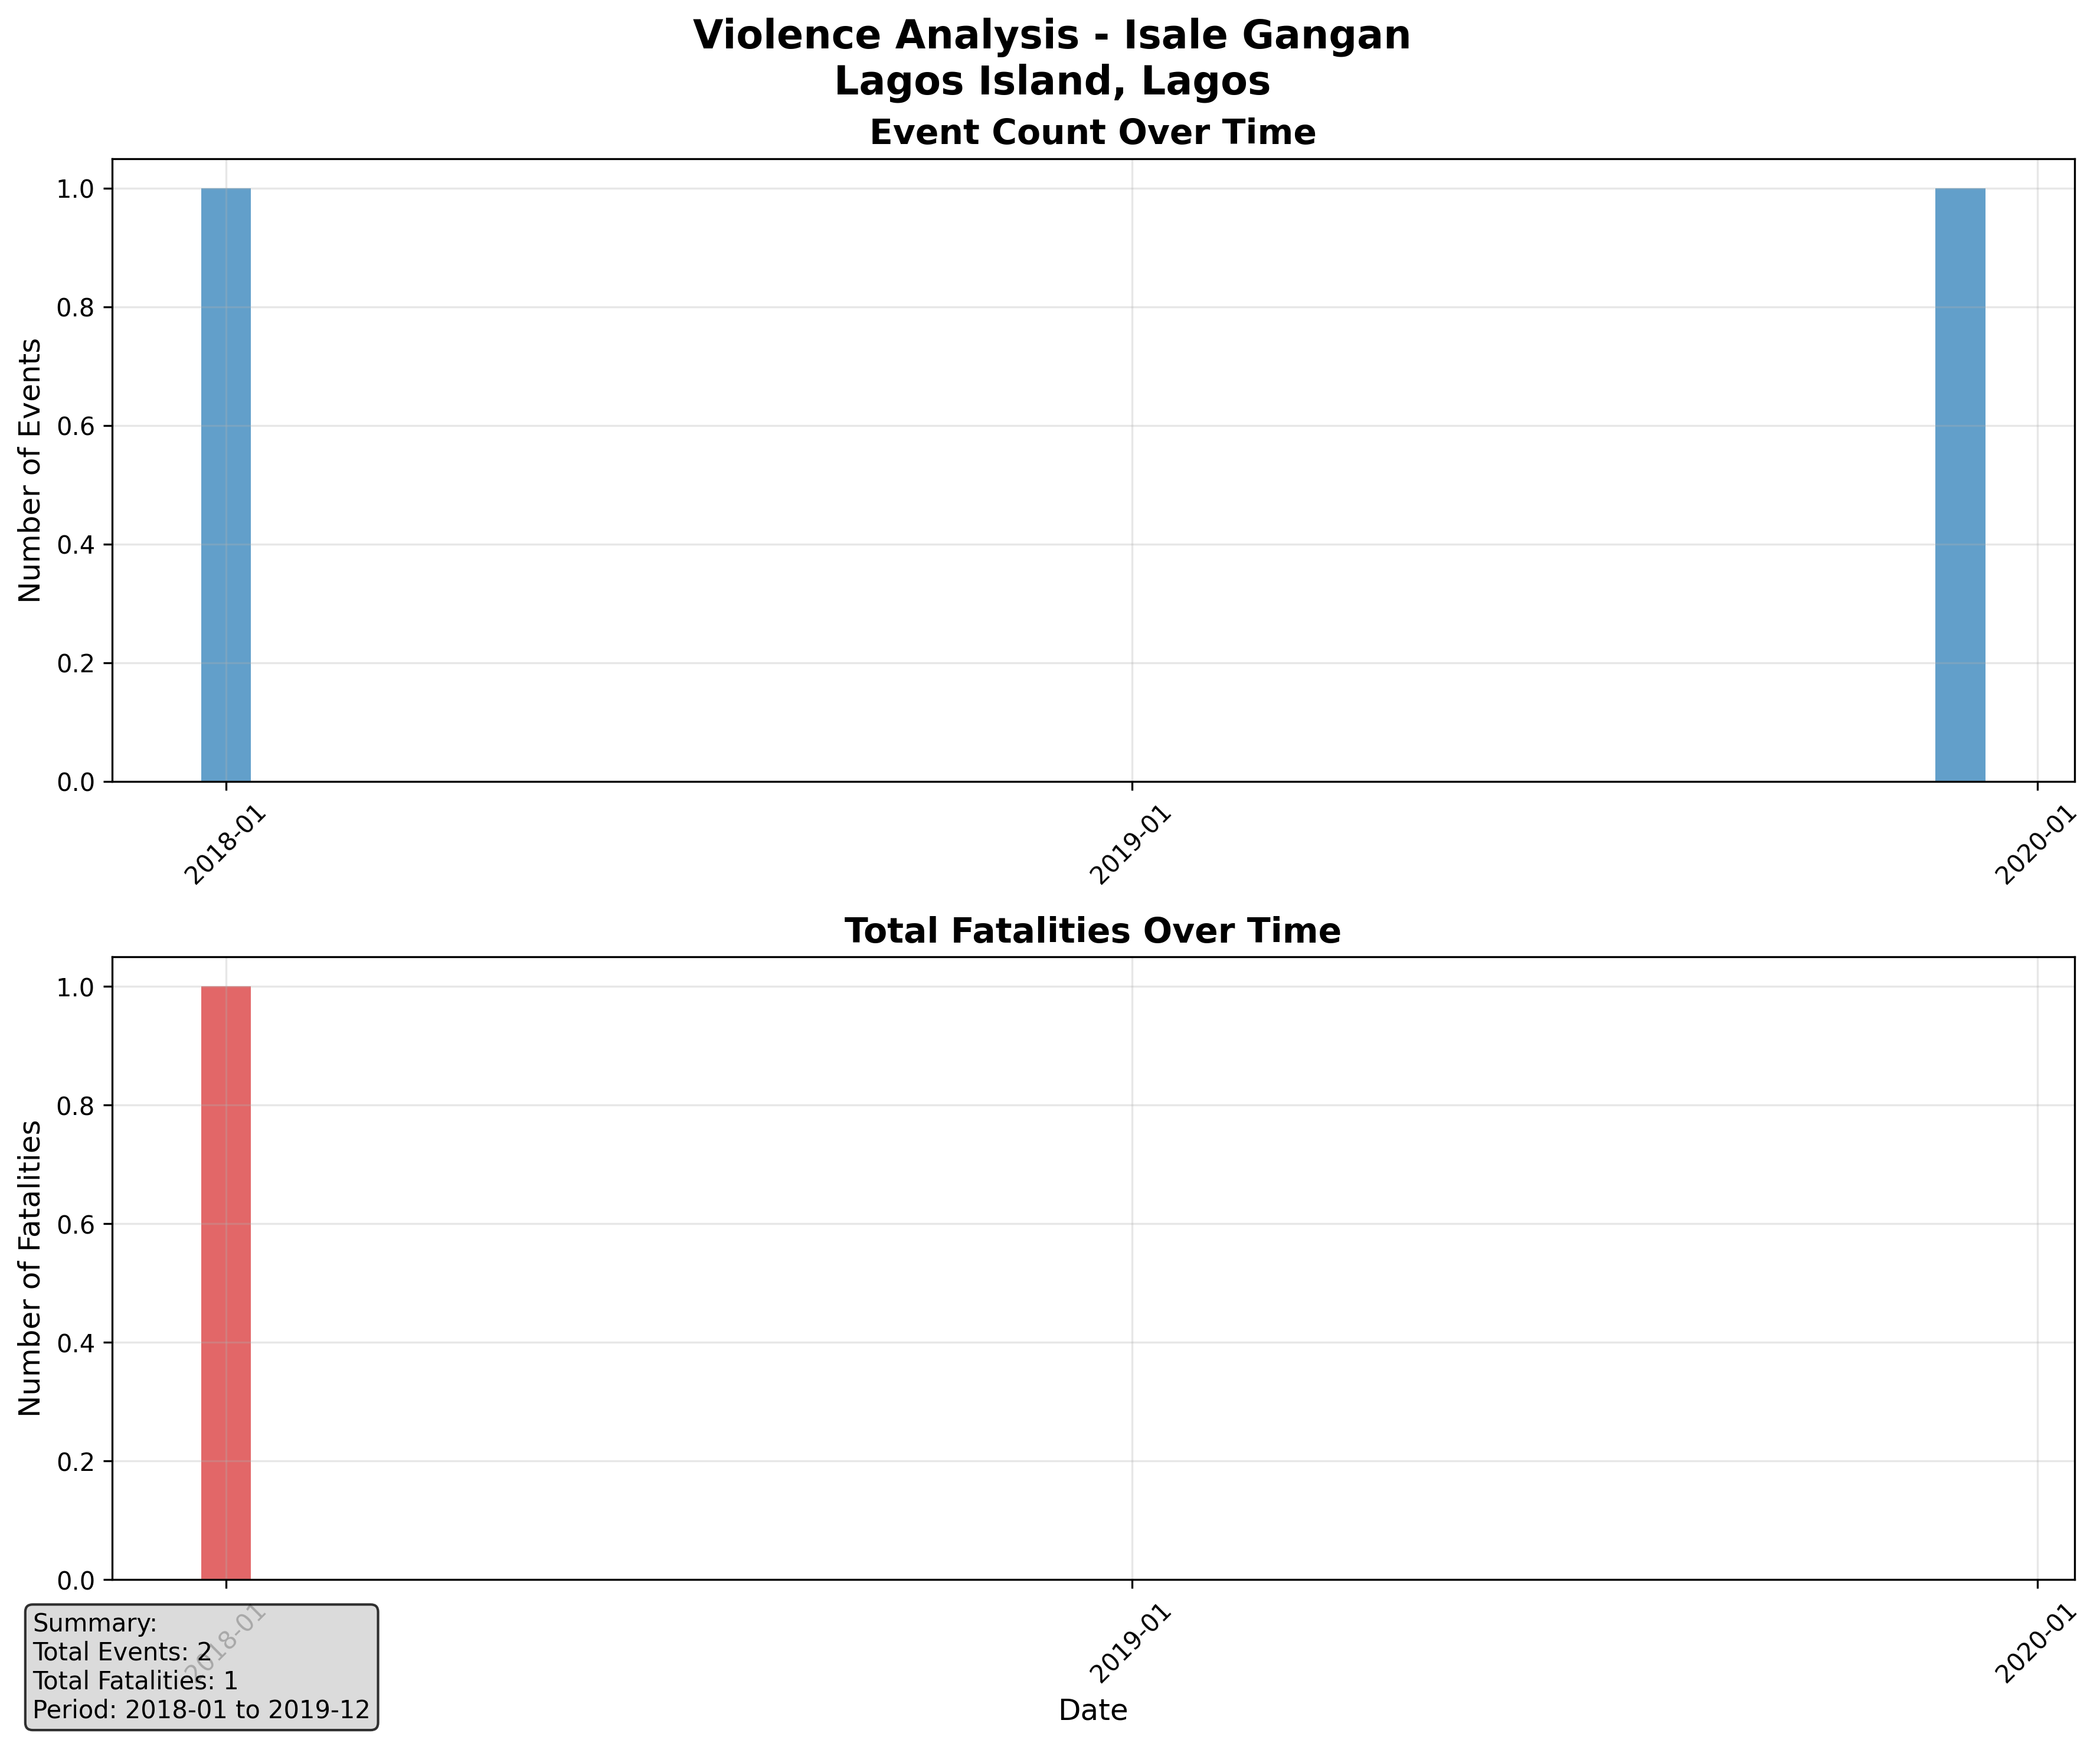 Violence Analysis - Isale Gangan
Lagos Island, Lagos
Event Count Over Time
Number of Events
1.0
0.8
0.6
0.4
0.2
0.0
2018-01
2019-01
2020-01
Total Fatalities Over Time
Number of Fatalities
1.0
0.8
0.6
0.4
0.2
0.0
2018-01
2019-01
2020-01
Date
Summary:
Total Events: 2
Total Fatalities: 1
Period: 2018-01 to 2019-12